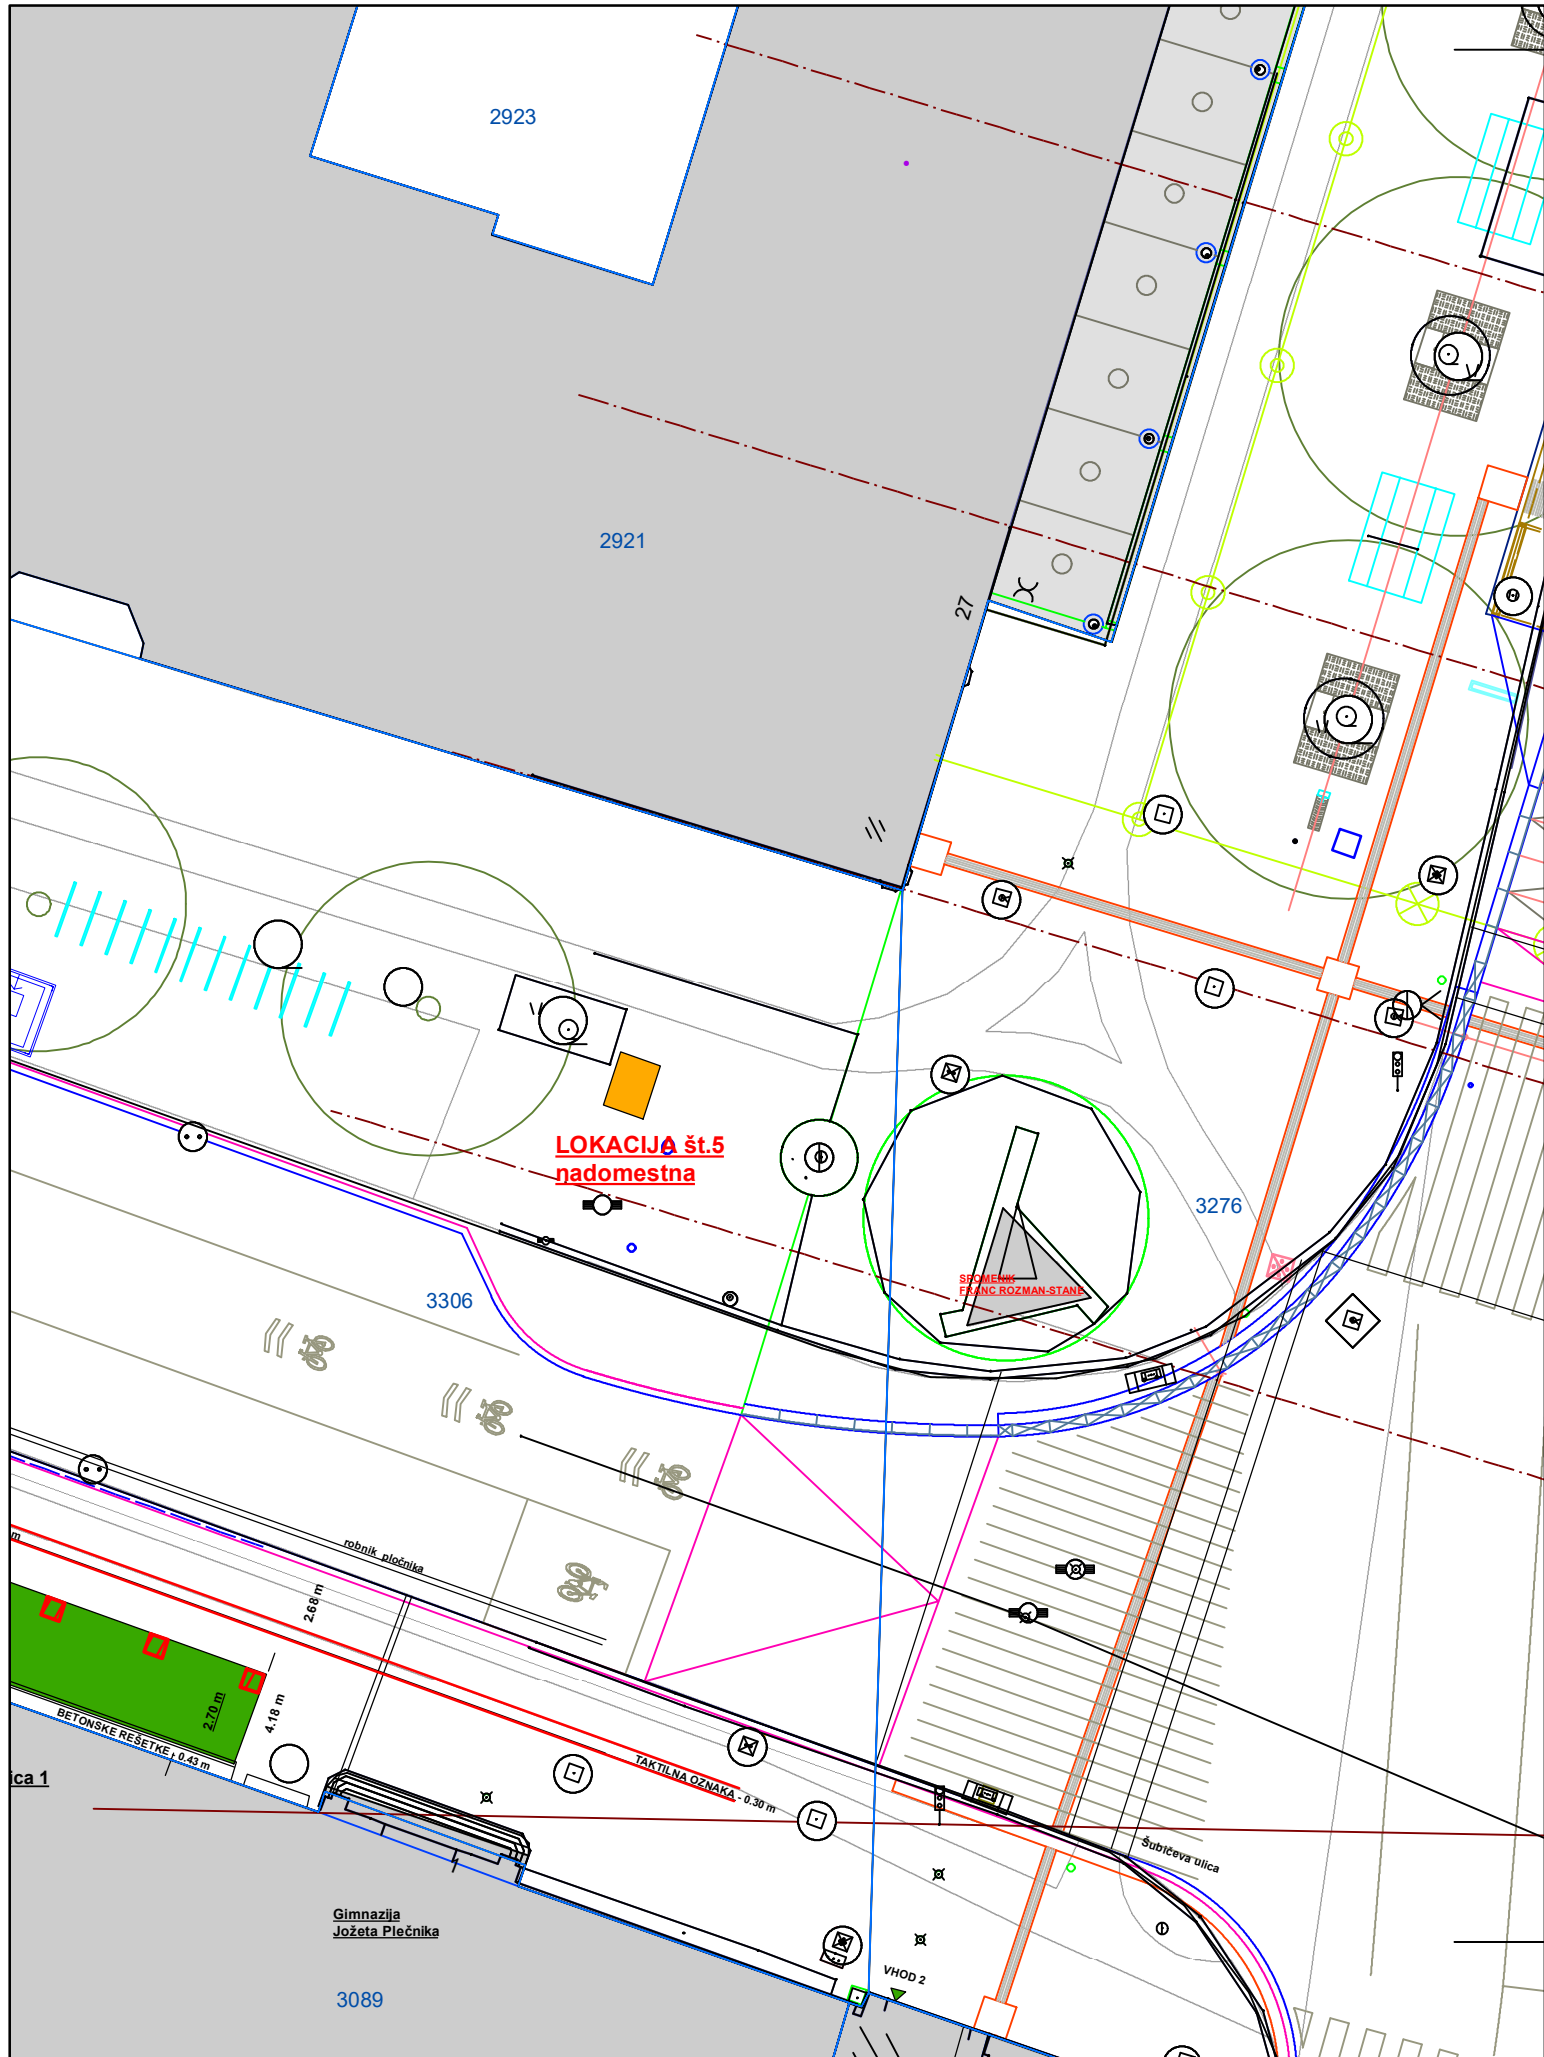 2923
2921
27
LOKACIJA št.5
nadomestna
3276
SPOMENIK
FRANC ROZMAN-STANE
3306
robnik pločnika
m
2.68 m
2.70 m
4.18 m
BETONSKE REŠETKE - 0.43 m
TAKTILNA OZNAKA - 0.30 m
ica 1
Šubičeva ulica
Gimnazija
Jožeta Plečnika
VHOD 2
3089